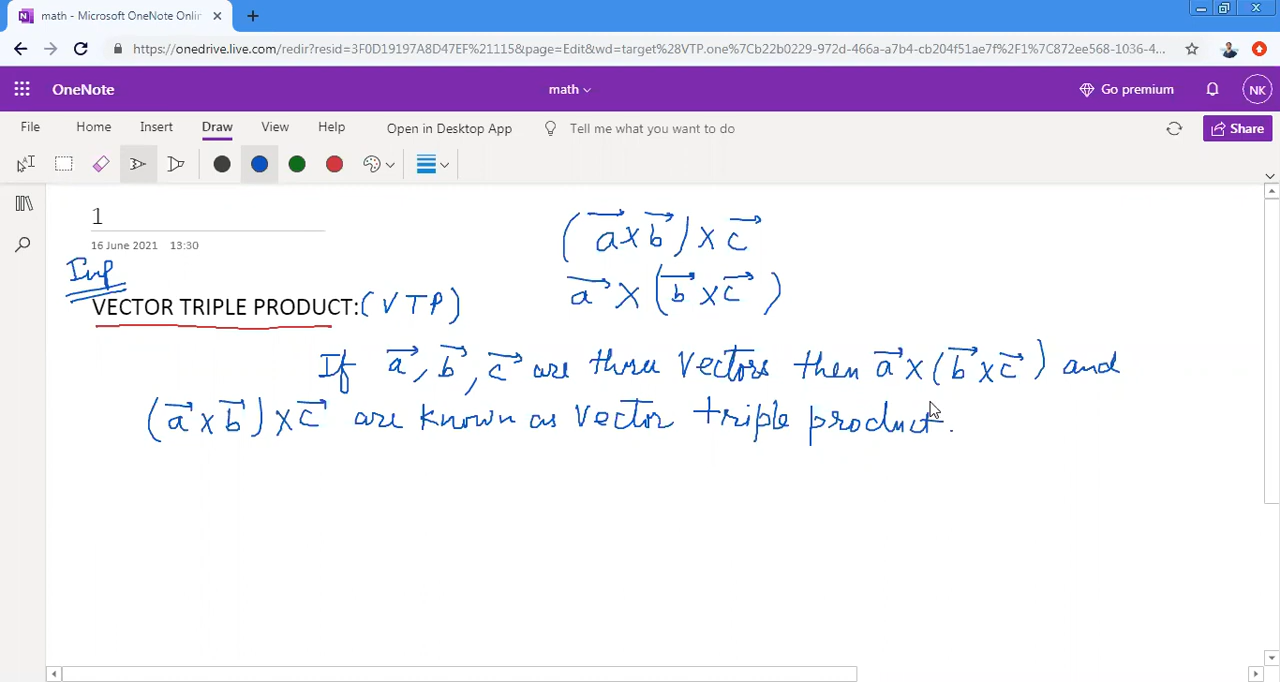 math - Microsoft OneNote Onlin
https://onedrive.live.com/redir?resid=3F0D19197A8D47EF%21115&page=Edit&wd=target%28VTP.one%7Cb22b0229-972d-466a-a7b4-cb204f51ae7f%2F1%7C872ee568-1036-4...
OneNote
math
Go premium
NK
File Home Insert Draw View Help Open in Desktop App Tell me what you want to do
Share
1
16 June 2021 13:30
(a⃗ × b⃗) × c⃗
a⃗ × (b⃗ × c⃗)
Imp
VECTOR TRIPLE PRODUCT: (VTP)
If a⃗, b⃗, c⃗ are three vectors then a⃗ × (b⃗ × c⃗) and
(a⃗ × b⃗) × c⃗ are known as vector triple product.